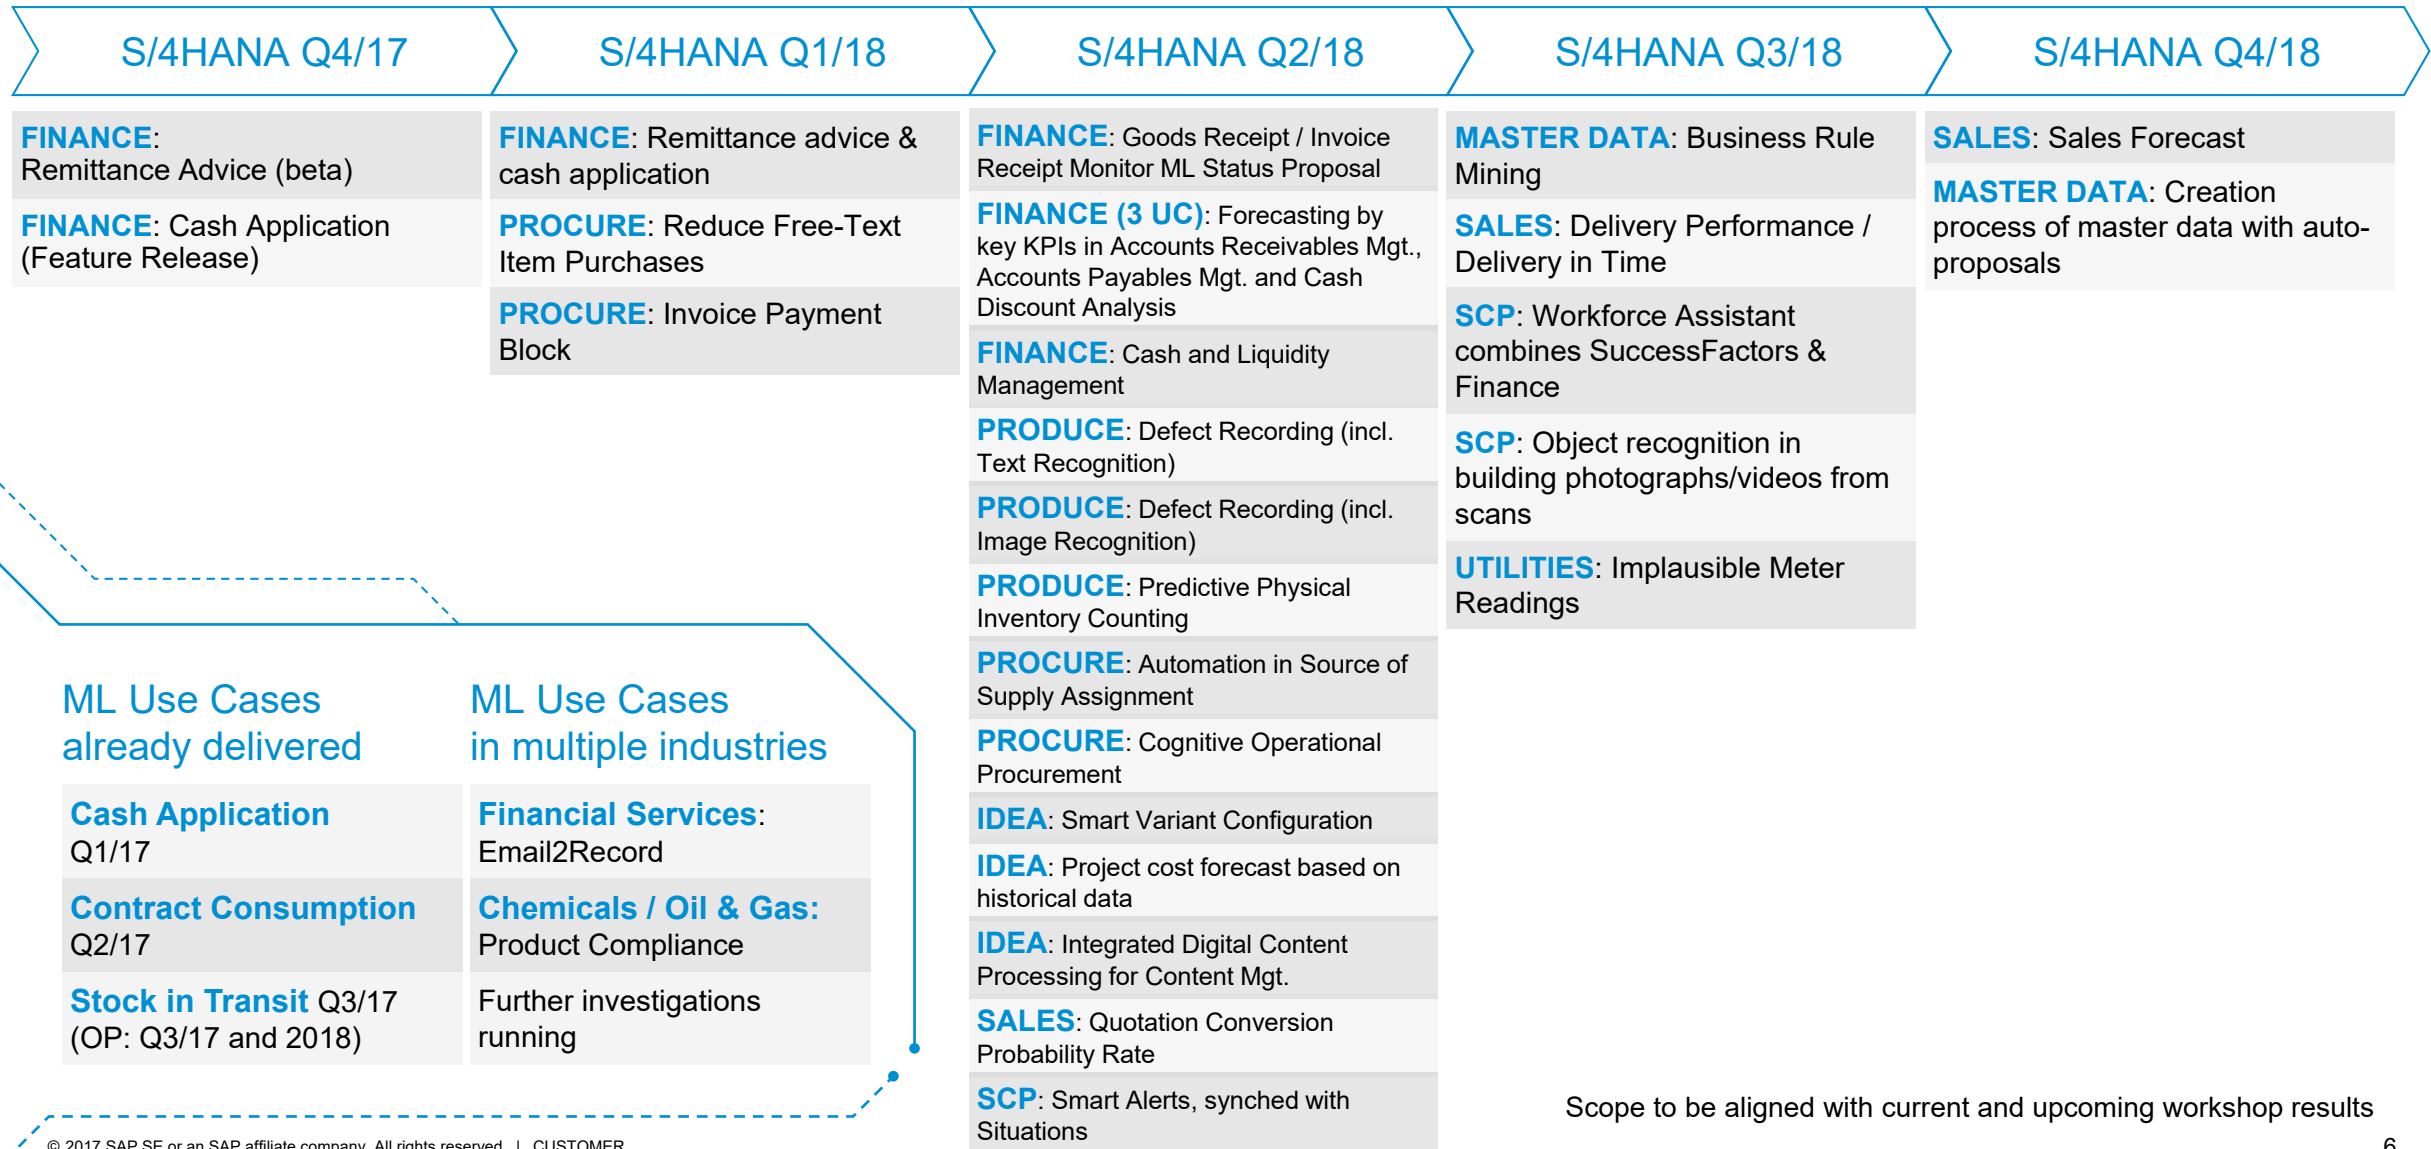 S/4HANA Q4/17
S/4HANA Q1/18
S/4HANA Q2/18
S/4HANA Q3/18
S/4HANA Q4/18
FINANCE:
Remittance Advice (beta)
FINANCE: Cash Application
(Feature Release)
FINANCE: Remittance advice &
cash application
PROCURE: Reduce Free-Text
Item Purchases
PROCURE: Invoice Payment
Block
FINANCE: Goods Receipt / Invoice
Receipt Monitor ML Status Proposal
FINANCE (3 UC): Forecasting by
key KPIs in Accounts Receivables Mgt.,
Accounts Payables Mgt. and Cash
Discount Analysis
FINANCE: Cash and Liquidity
Management
PRODUCE: Defect Recording (incl.
Text Recognition)
PRODUCE: Defect Recording (incl.
Image Recognition)
PRODUCE: Predictive Physical
Inventory Counting
PROCURE: Automation in Source of
Supply Assignment
PROCURE: Cognitive Operational
Procurement
IDEA: Smart Variant Configuration
IDEA: Project cost forecast based on
historical data
IDEA: Integrated Digital Content
Processing for Content Mgt.
SALES: Quotation Conversion
Probability Rate
SCP: Smart Alerts, synched with
Situations
MASTER DATA: Business Rule
Mining
SALES: Delivery Performance /
Delivery in Time
SCP: Workforce Assistant
combines SuccessFactors &
Finance
SCP: Object recognition in
building photographs/videos from
scans
UTILITIES: Implausible Meter
Readings
SALES: Sales Forecast
MASTER DATA: Creation
process of master data with auto-
proposals
ML Use Cases
already delivered
Cash Application
Q1/17
Contract Consumption
Q2/17
Stock in Transit Q3/17
(OP: Q3/17 and 2018)
ML Use Cases
in multiple industries
Financial Services:
Email2Record
Chemicals / Oil & Gas:
Product Compliance
Further investigations
running
Scope to be aligned with current and upcoming workshop results
© 2017 SAP SE or an SAP affiliate company. All rights reserved. | CUSTOMER
6